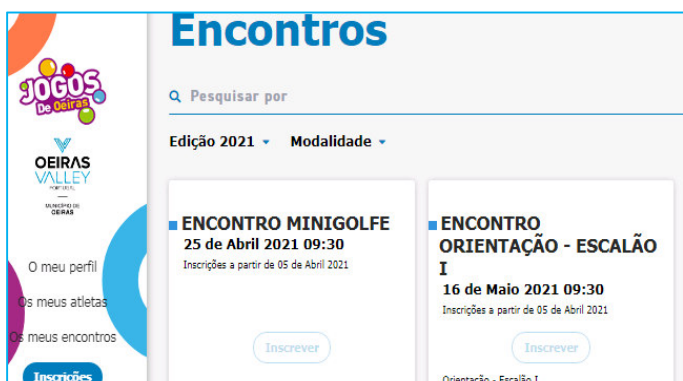 Encontros
JOGOS
De Oeiras
Pesquisar por
Edição 2021
Modalidade
OEIRAS
VALLEY
PORTUGAL
MUNICÍPIO DE
OEIRAS
O meu perfil
Os meus atletas
Os meus encontros
Inscrições
ENCONTRO MINIGOLFE
25 de Abril 2021 09:30
Inscrições a partir de 05 de Abril 2021
Inscrever
ENCONTRO
ORIENTAÇÃO - ESCALÃO
I
16 de Maio 2021 09:30
Inscrições a partir de 05 de Abril 2021
Inscrever
Orientação - Escalão I